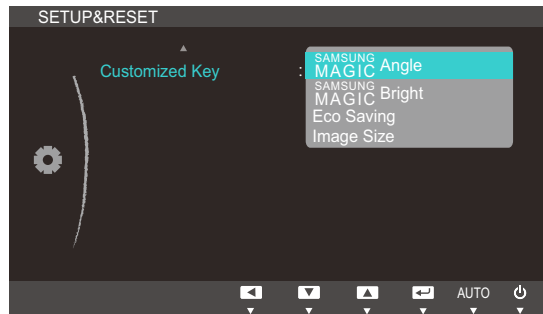 SETUP&RESET
Customized Key : SAMSUNG MAGIC Angle
SAMSUNG MAGIC Bright
Eco Saving
Image Size
AUTO